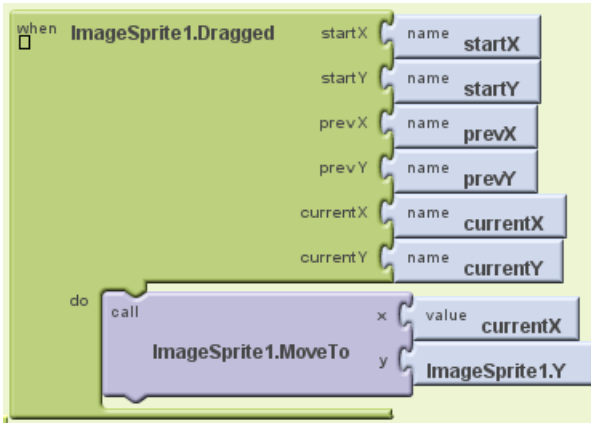 when ImageSprite1.Dragged startX name startX
startY name startY
prevX name prevX
prevY name prevY
currentX name currentX
currentY name currentY
do call x value currentX
ImageSprite1.MoveTo y ImageSprite1.Y